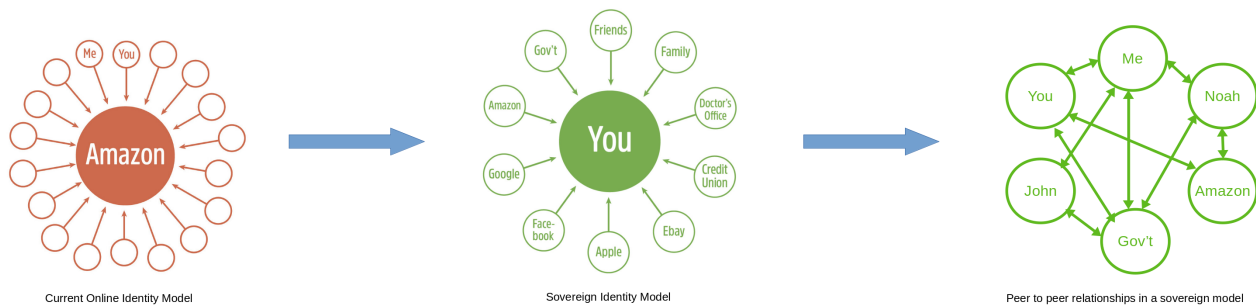 Me
You
Amazon
Current Online Identity Model
Friends
Gov't
Family
Amazon
Doctor's
Office
You
Google
Credit
Union
Face-
book
Ebay
Apple
Sovereign Identity Model
Me
You
Noah
John
Amazon
Gov't
Peer to peer relationships in a sovereign model